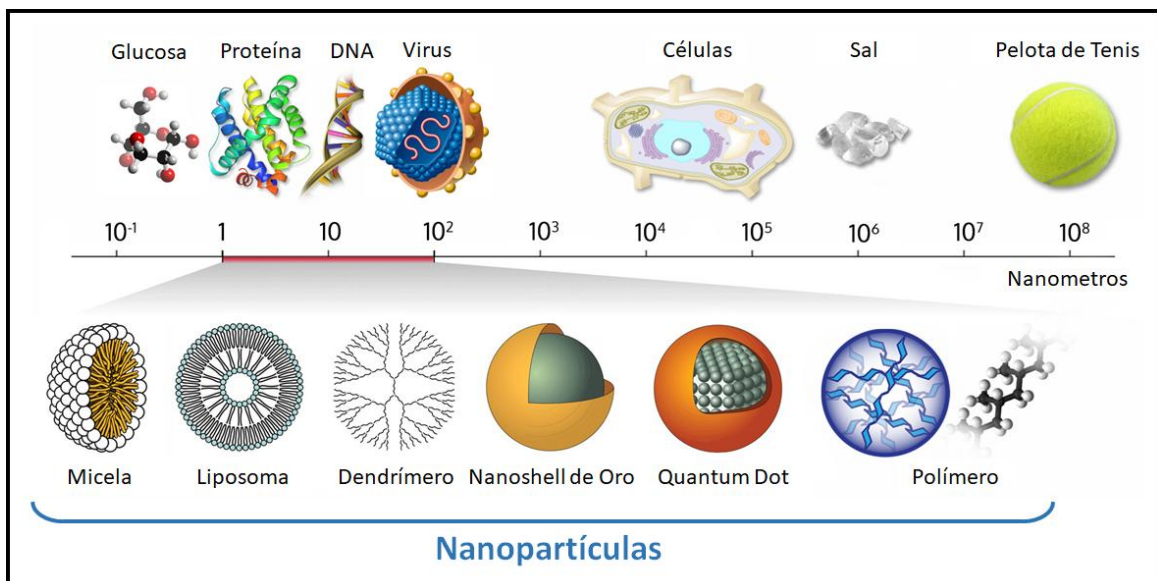 Glucosa Proteína DNA Virus Células Sal Pelota de Tenis
10⁻¹ 1 10 10² 10³ 10⁴ 10⁵ 10⁶ 10⁷ 10⁸
Nanometros
Micela Liposoma Dendrímero Nanoshell de Oro Quantum Dot Polímero
Nanopartículas